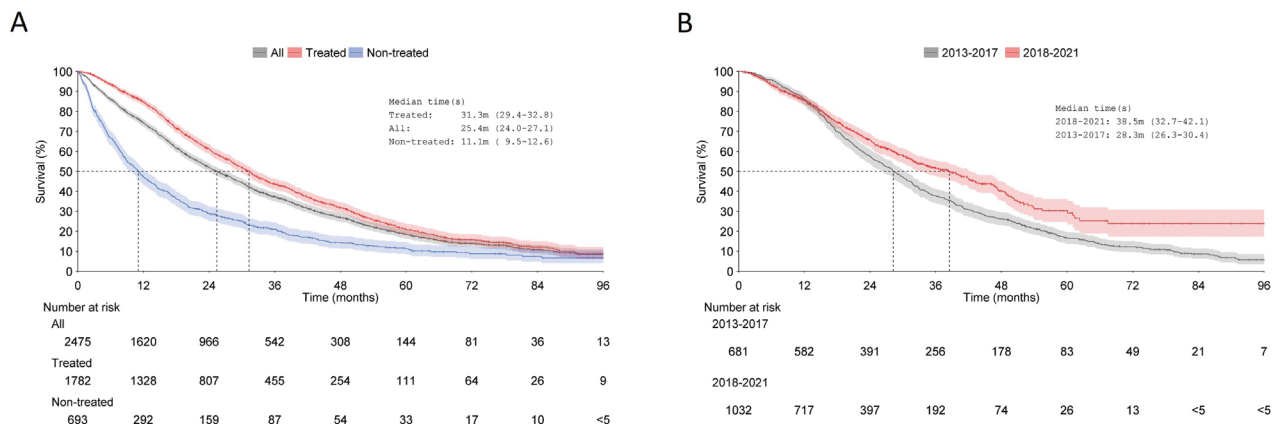 A
All Treated Non-treated
100
90
80
70
60
50
40
30
20
10
0
Survival (%)
Median time(s)
Treated: 31.3m (29.4-32.8)
All: 25.4m (24.0-27.1)
Non-treated: 11.1m ( 9.5-12.6)
0 12 24 36 48 60 72 84 96
Time (months)
Number at risk
All
2475 1620 966 542 308 144 81 36 13
Treated
1782 1328 807 455 254 111 64 26 9
Non-treated
693 292 159 87 54 33 17 10 <5
B
2013-2017 2018-2021
100
90
80
70
60
50
40
30
20
10
0
Survival (%)
Median time(s)
2018-2021: 38.5m (32.7-42.1)
2013-2017: 28.3m (26.3-30.4)
0 12 24 36 48 60 72 84 96
Time (months)
Number at risk
2013-2017
681 582 391 256 178 83 49 21 7
2018-2021
1032 717 397 192 74 26 13 <5 <5